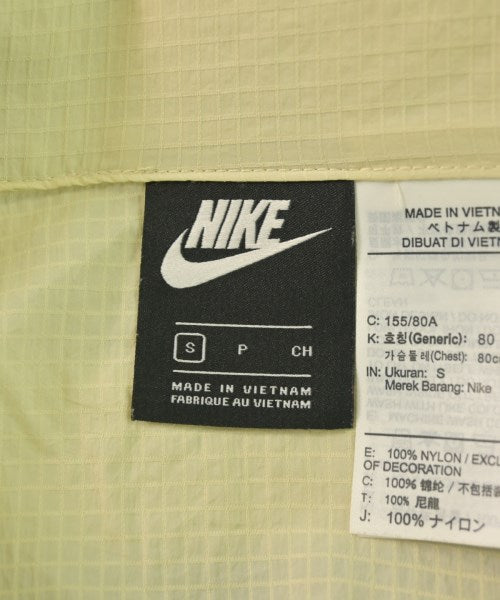 NIKE
S P CH
MADE IN VIETNAM
FABRIQUE AU VIETNAM
MADE IN VIETN
ベトナム製
DIBUAT DI VIETN
C: 155/80A
K: 호칭(Generic): 80
가슴둘레(Chest): 80c
IN: Ukuran: S
Merek Barang: Nike
E: 100% NYLON / EXCL
OF DECORATION
C: 100% 锦纶 / 不包括
T: 100% 尼龍
J: 100% ナイロン